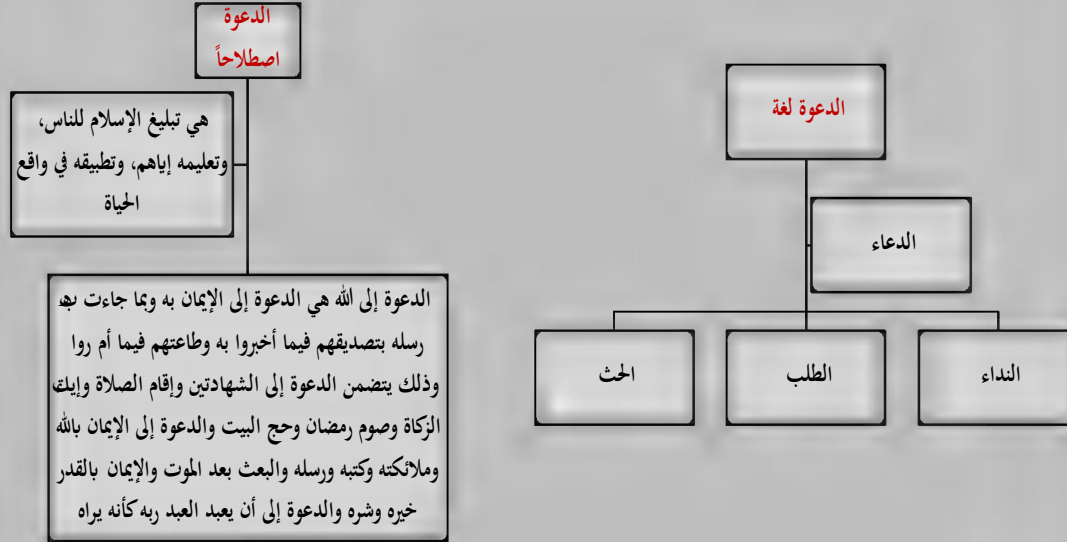 الدعوة لغة
الدعاء
النداء
الطلب
الحث
الدعوة
اصطلاحاً
هي تبليغ الإسلام للناس،
وتعليمه إياهم، وتطبيقه في واقع
الحياة
الدعوة إلى الله هي الدعوة إلى الإيمان به وبما جاءت به
رسله بتصديقهم فيما أخبروا به وطاعتهم فيما أم روا
وذلك يتضمن الدعوة إلى الشهادتين وإقام الصلاة
الزكاة وصوم رمضان وحج البيت والدعوة إلى الإيمان بالله
وملائكته وكتبه ورسله والبعث بعد الموت والإيمان بالقدر
خيره وشره والدعوة إلى أن يعبد العبد ربه كأنه يراه